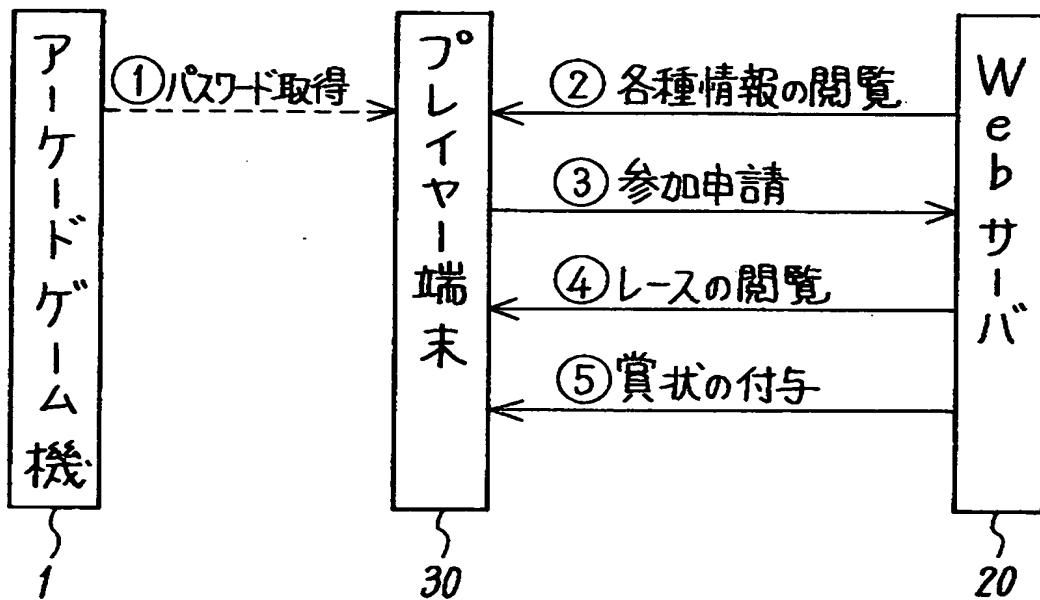 アーケードゲーム機
①パスワード取得
プレイヤー端末
②各種情報の閲覧
③参加申請
④レースの閲覧
⑤賞状の付与
Webサーバ
1
30
20